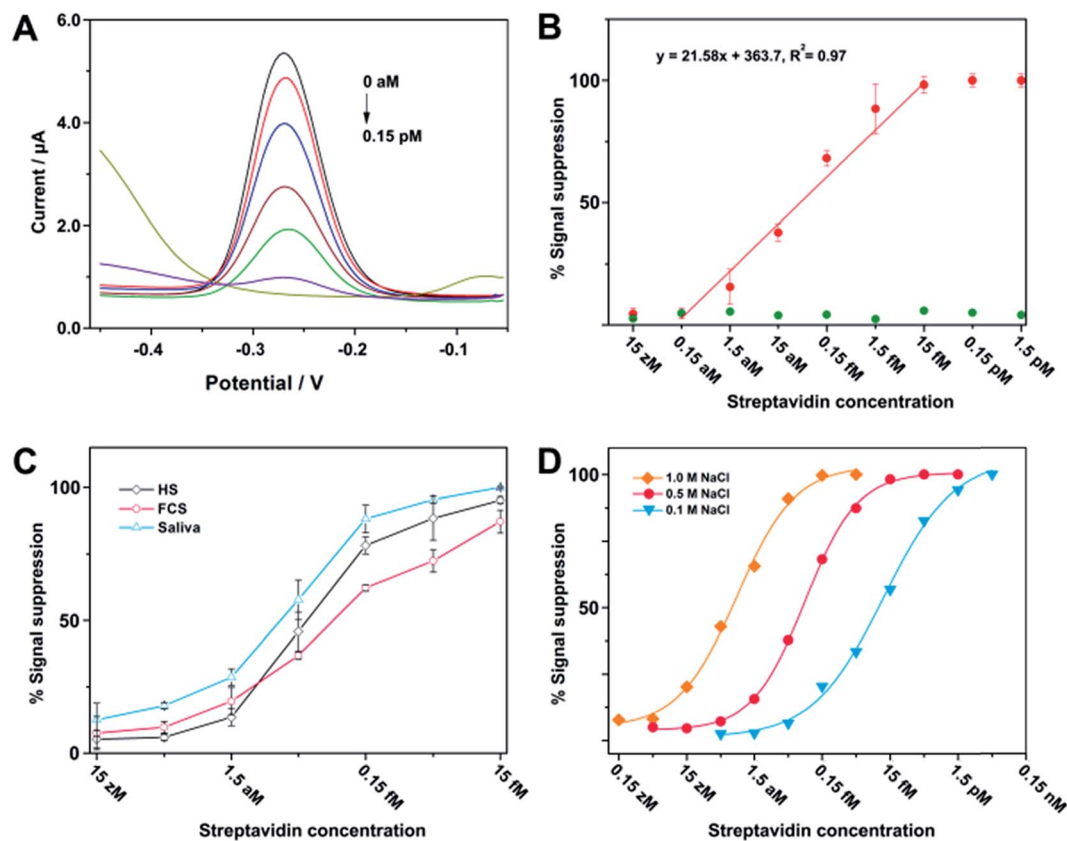 A
6.0
4.0
2.0
0.0
Current / μA
0 aM
0.15 pM
-0.4
-0.3
-0.2
-0.1
Potential / V
B
y = 21.58x + 363.7, R²= 0.97
100
50
0
% Signal suppression
15 zM
0.15 aM
1.5 aM
15 aM
0.15 fM
1.5 fM
15 fM
0.15 pM
1.5 pM
Streptavidin concentration
C
HS
FCS
Saliva
100
50
0
% Signal suppression
15 zM
1.5 aM
0.15 fM
15 fM
Streptavidin concentration
D
1.0 M NaCl
0.5 M NaCl
0.1 M NaCl
100
50
0
% Signal suppression
0.15 zM
15 zM
1.5 aM
0.15 fM
15 fM
1.5 pM
0.15 nM
Streptavidin concentration